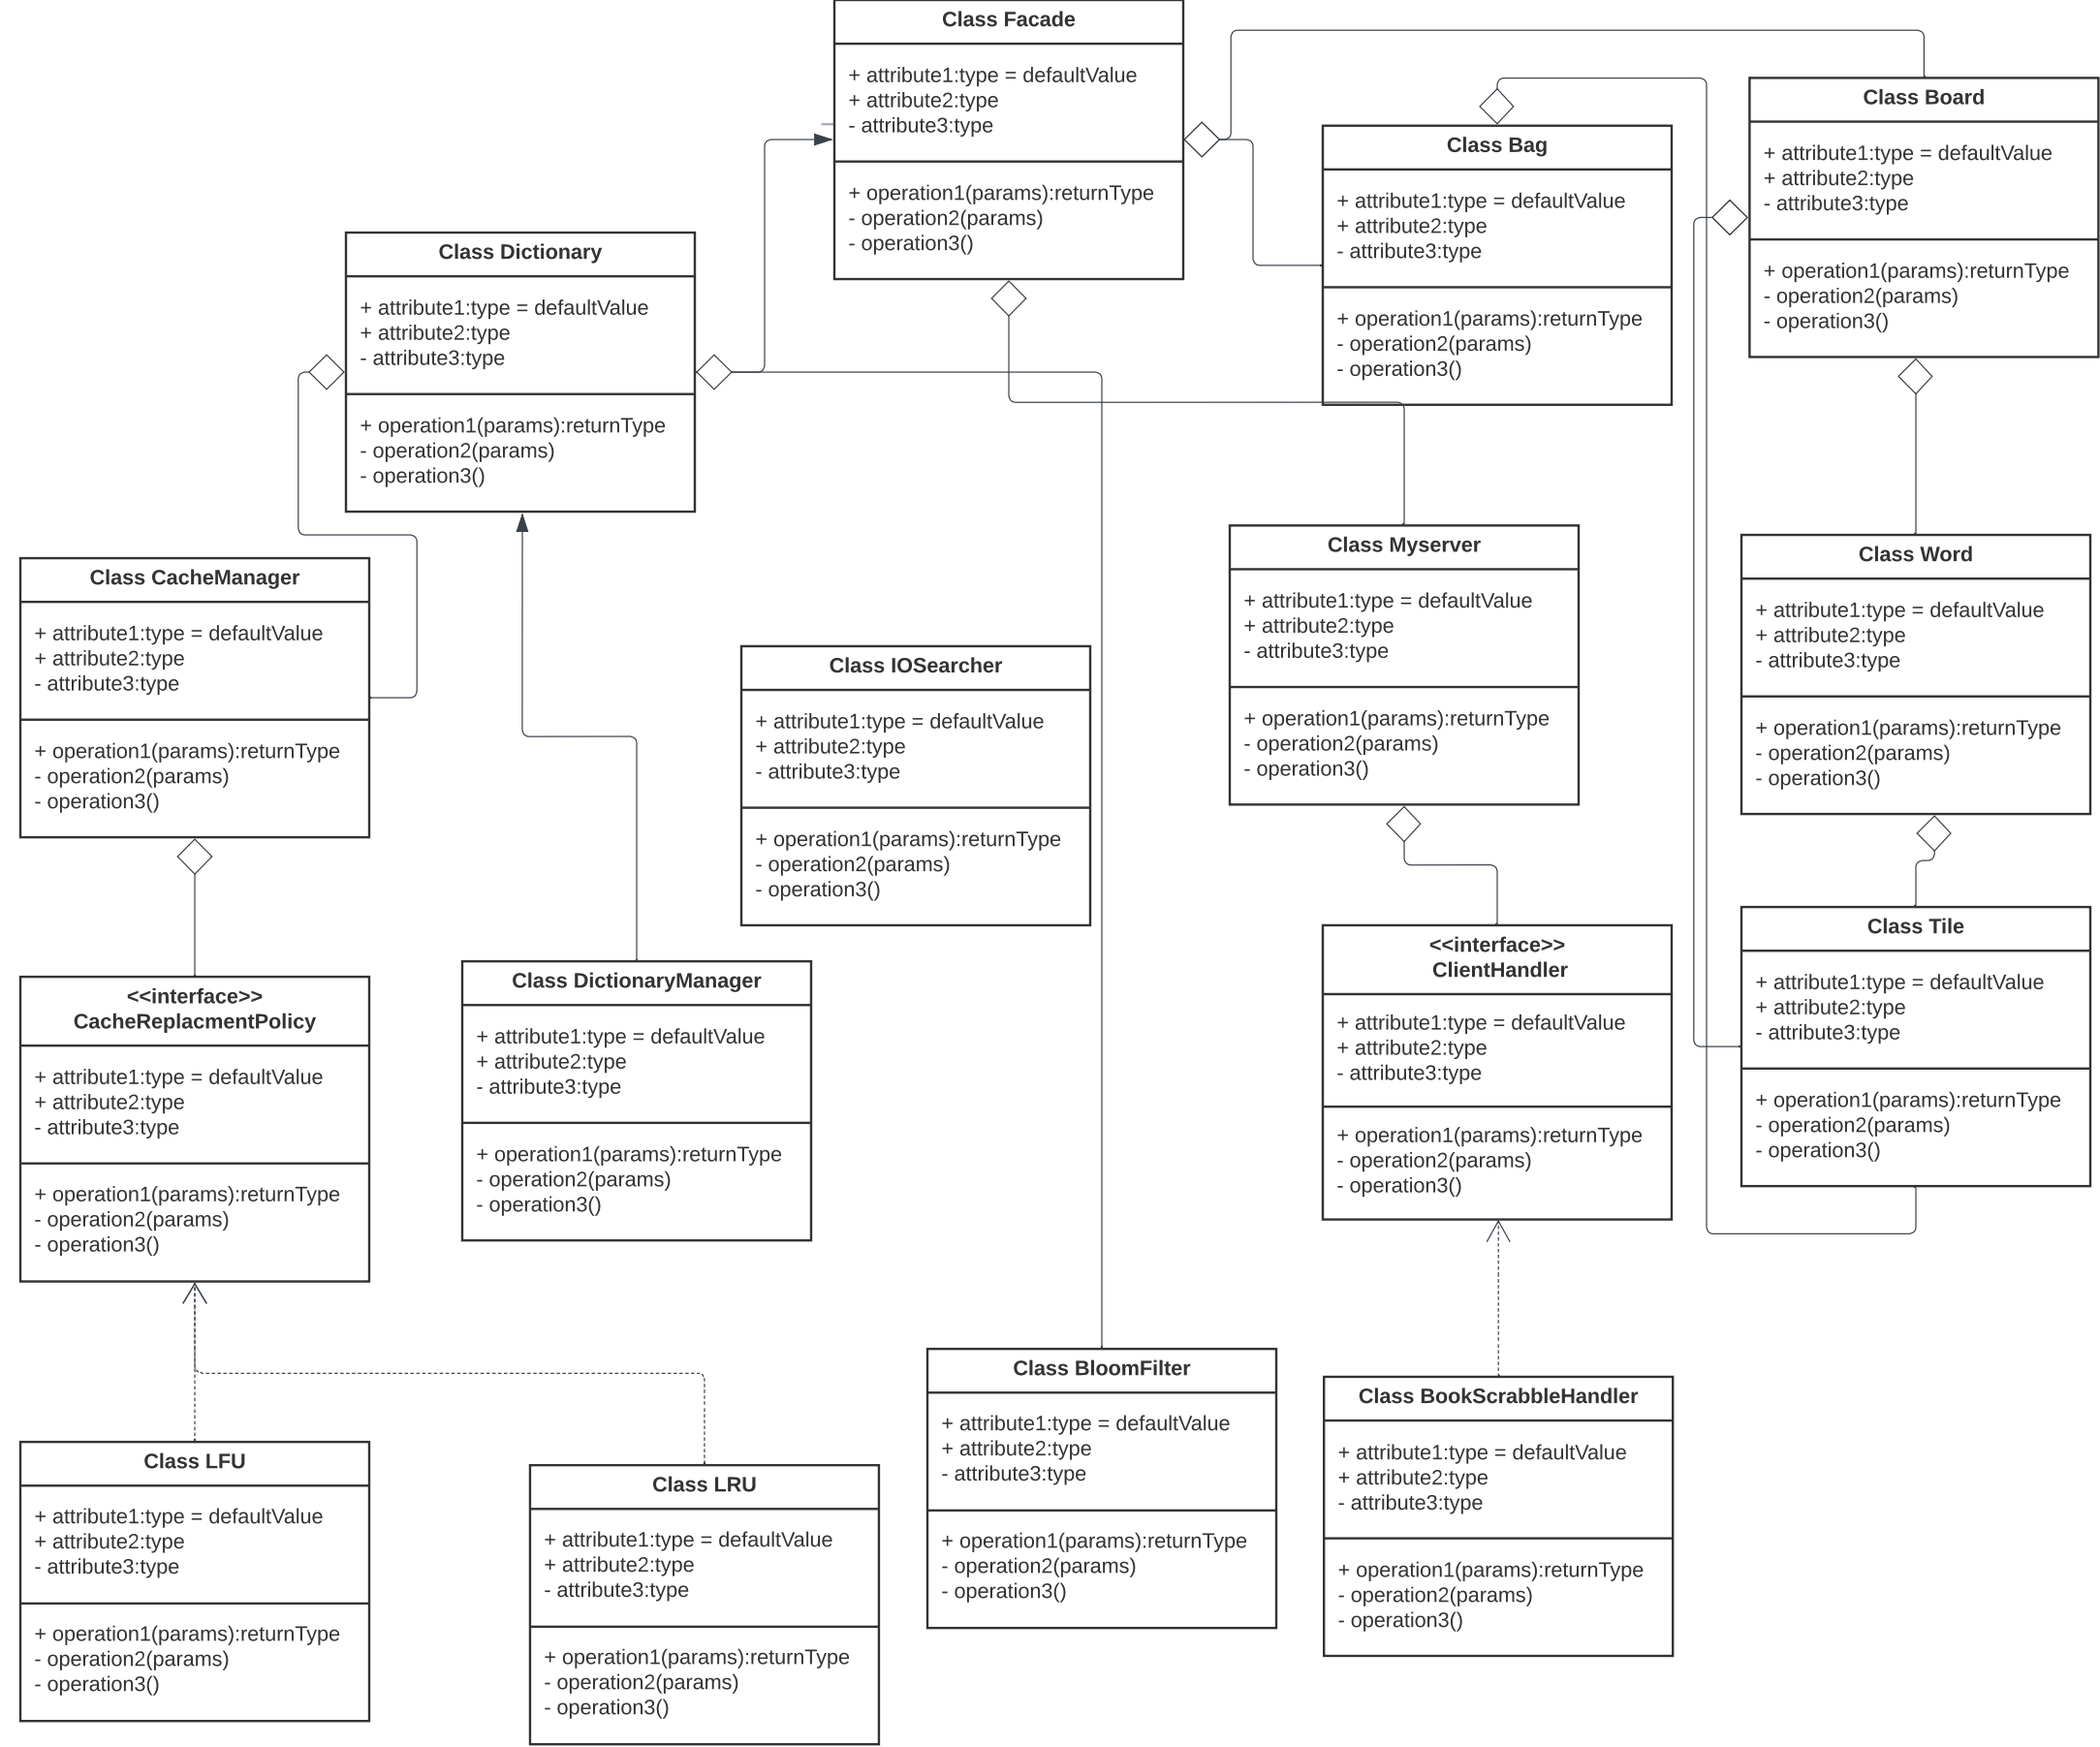 Class Facade
+ attribute1:type = defaultValue
+ attribute2:type
- attribute3:type
+ operation1(params):returnType
- operation2(params)
- operation3()
Class Board
+ attribute1:type = defaultValue
+ attribute2:type
- attribute3:type
+ operation1(params):returnType
- operation2(params)
- operation3()
Class Bag
+ attribute1:type = defaultValue
+ attribute2:type
- attribute3:type
+ operation1(params):returnType
- operation2(params)
- operation3()
Class Dictionary
+ attribute1:type = defaultValue
+ attribute2:type
- attribute3:type
+ operation1(params):returnType
- operation2(params)
- operation3()
Class Myserver
+ attribute1:type = defaultValue
+ attribute2:type
- attribute3:type
+ operation1(params):returnType
- operation2(params)
- operation3()
Class Word
+ attribute1:type = defaultValue
+ attribute2:type
- attribute3:type
+ operation1(params):returnType
- operation2(params)
- operation3()
Class CacheManager
+ attribute1:type = defaultValue
+ attribute2:type
- attribute3:type
+ operation1(params):returnType
- operation2(params)
- operation3()
Class IOSearcher
+ attribute1:type = defaultValue
+ attribute2:type
- attribute3:type
+ operation1(params):returnType
- operation2(params)
- operation3()
Class Tile
+ attribute1:type = defaultValue
+ attribute2:type
- attribute3:type
+ operation1(params):returnType
- operation2(params)
- operation3()
<<interface>>
ClientHandler
+ attribute1:type = defaultValue
+ attribute2:type
- attribute3:type
+ operation1(params):returnType
- operation2(params)
- operation3()
Class DictionaryManager
+ attribute1:type = defaultValue
+ attribute2:type
- attribute3:type
+ operation1(params):returnType
- operation2(params)
- operation3()
<<interface>>
CacheReplacmentPolicy
+ attribute1:type = defaultValue
+ attribute2:type
- attribute3:type
+ operation1(params):returnType
- operation2(params)
- operation3()
Class BloomFilter
+ attribute1:type = defaultValue
+ attribute2:type
- attribute3:type
+ operation1(params):returnType
- operation2(params)
- operation3()
Class BookScrabbleHandler
+ attribute1:type = defaultValue
+ attribute2:type
- attribute3:type
+ operation1(params):returnType
- operation2(params)
- operation3()
Class LFU
+ attribute1:type = defaultValue
+ attribute2:type
- attribute3:type
+ operation1(params):returnType
- operation2(params)
- operation3()
Class LRU
+ attribute1:type = defaultValue
+ attribute2:type
- attribute3:type
+ operation1(params):returnType
- operation2(params)
- operation3()